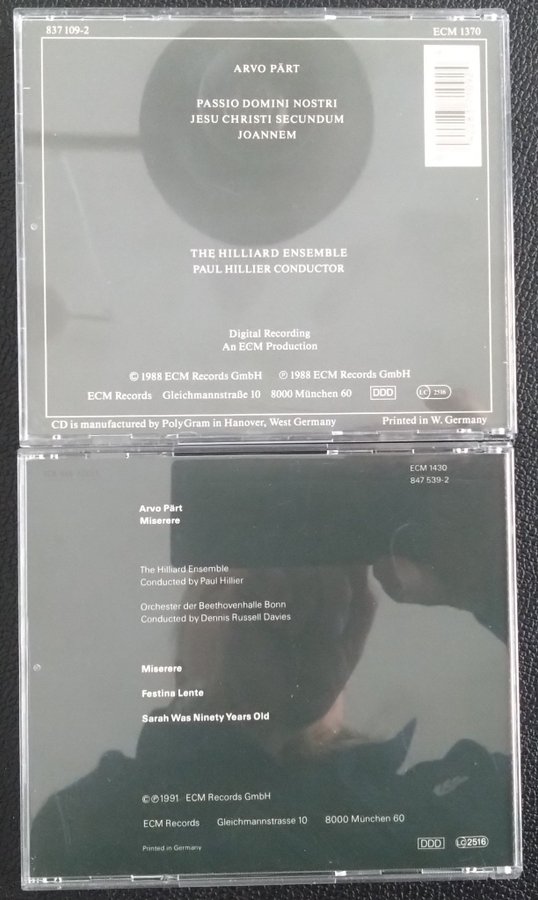 837 109-2
ECM 1370
ARVO PÄRT
PASSIO DOMINI NOSTRI
JESU CHRISTI SECUNDUM
JOANNEM
THE HILLIARD ENSEMBLE
PAUL HILLIER CONDUCTOR
Digital Recording
An ECM Production
© 1988 ECM Records GmbH ℗ 1988 ECM Records GmbH
ECM Records Gleichmannstraße 10 8000 München 60 DDD LC 2516
CD is manufactured by PolyGram in Hanover, West Germany
Printed in W. Germany
ECM 1430
847 539-2
Arvo Pärt
Miserere
The Hilliard Ensemble
Conducted by Paul Hillier
Orchester der Beethovenhalle Bonn
Conducted by Dennis Russell Davies
Miserere
Festina Lente
Sarah Was Ninety Years Old
©℗1991 ECM Records GmbH
ECM Records Gleichmannstrasse 10 8000 München 60
Printed in Germany
DDD LC 2516